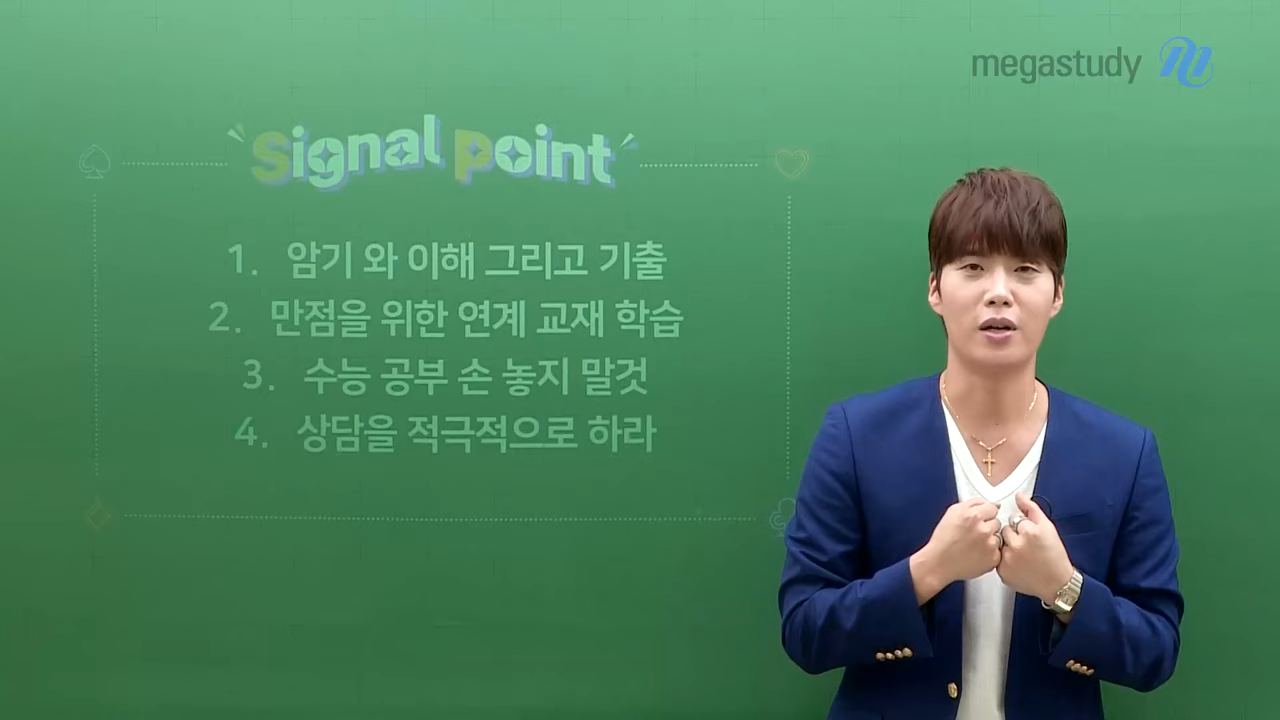 megastudy
Signal Point
1. 암기 와 이해 그리고 기출
2. 만점을 위한 연계 교재 학습
3. 수능 공부 손 놓지 말것
4. 상담을 적극적으로 하라